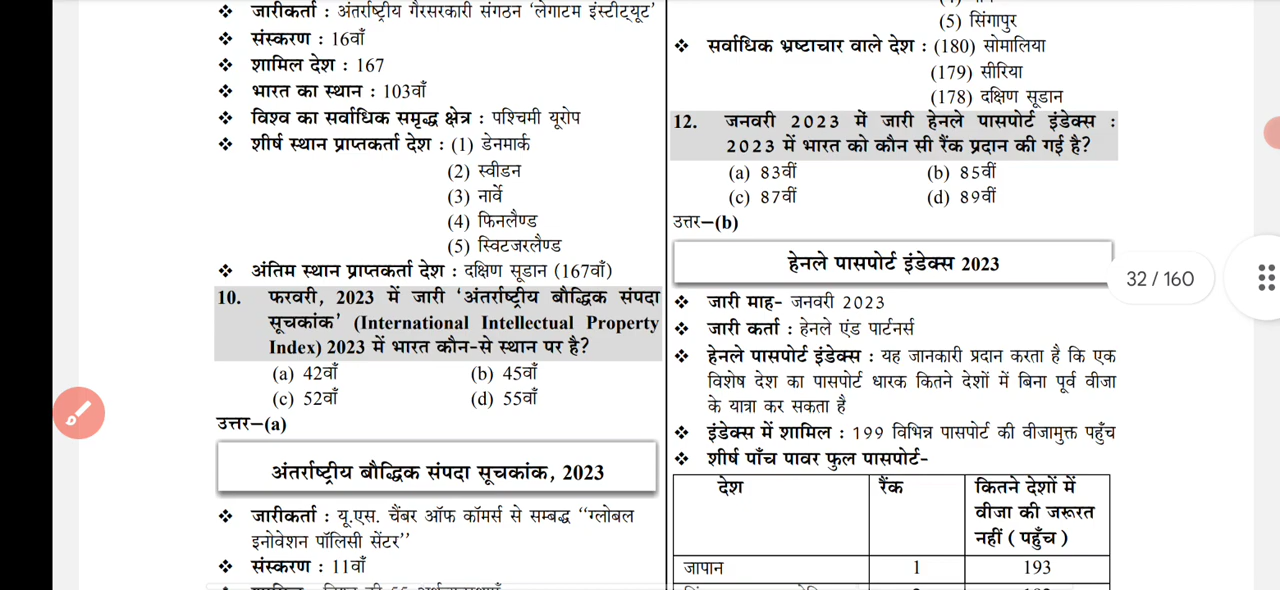 ❖ जारीकर्ता : अंतर्राष्ट्रीय गैरसरकारी संगठन ‘लेगाटम इंस्टीट्यूट’
❖ संस्करण : 16वाँ
❖ शामिल देश : 167
❖ भारत का स्थान : 103वाँ
❖ विश्व का सर्वाधिक समृद्ध क्षेत्र : पश्चिमी यूरोप
❖ शीर्ष स्थान प्राप्तकर्ता देश : (1) डेनमार्क
(2) स्वीडन
(3) नार्वे
(4) फिनलैण्ड
(5) स्विटजरलैण्ड
❖ अंतिम स्थान प्राप्तकर्ता देश : दक्षिण सूडान (167वाँ)
10. फरवरी, 2023 में जारी ‘अंतर्राष्ट्रीय बौद्धिक संपदा
सूचकांक’ (International Intellectual Property
Index) 2023 में भारत कौन-से स्थान पर है?
(a) 42वाँ (b) 45वाँ
(c) 52वाँ (d) 55वाँ
उत्तर–(a)
अंतर्राष्ट्रीय बौद्धिक संपदा सूचकांक, 2023
❖ जारीकर्ता : यू.एस. चैंबर ऑफ कॉमर्स से सम्बद्ध “ग्लोबल
इनोवेशन पॉलिसी सेंटर’’
❖ संस्करण : 11वाँ
(5) सिंगापुर
❖ सर्वाधिक भ्रष्टाचार वाले देश : (180) सोमालिया
(179) सीरिया
(178) दक्षिण सूडान
12. जनवरी 2023 में जारी हेनले पासपोर्ट इंडेक्स :
2023 में भारत को कौन सी रैंक प्रदान की गई है?
(a) 83वीं (b) 85वीं
(c) 87वीं (d) 89वीं
उत्तर–(b)
हेनले पासपोर्ट इंडेक्स 2023
❖ जारी माह- जनवरी 2023
❖ जारी कर्ता : हेनले एंड पार्टनर्स
❖ हेनले पासपोर्ट इंडेक्स : यह जानकारी प्रदान करता है कि एक
विशेष देश का पासपोर्ट धारक कितने देशों में बिना पूर्व वीजा
के यात्रा कर सकता है
❖ इंडेक्स में शामिल : 199 विभिन्न पासपोर्ट की वीजामुक्त पहुँच
❖ शीर्ष पाँच पावर फुल पासपोर्ट-
देश रैंक कितने देशों में
वीजा की जरूरत
नहीं ( पहुँच )
जापान 1 193
32 / 160